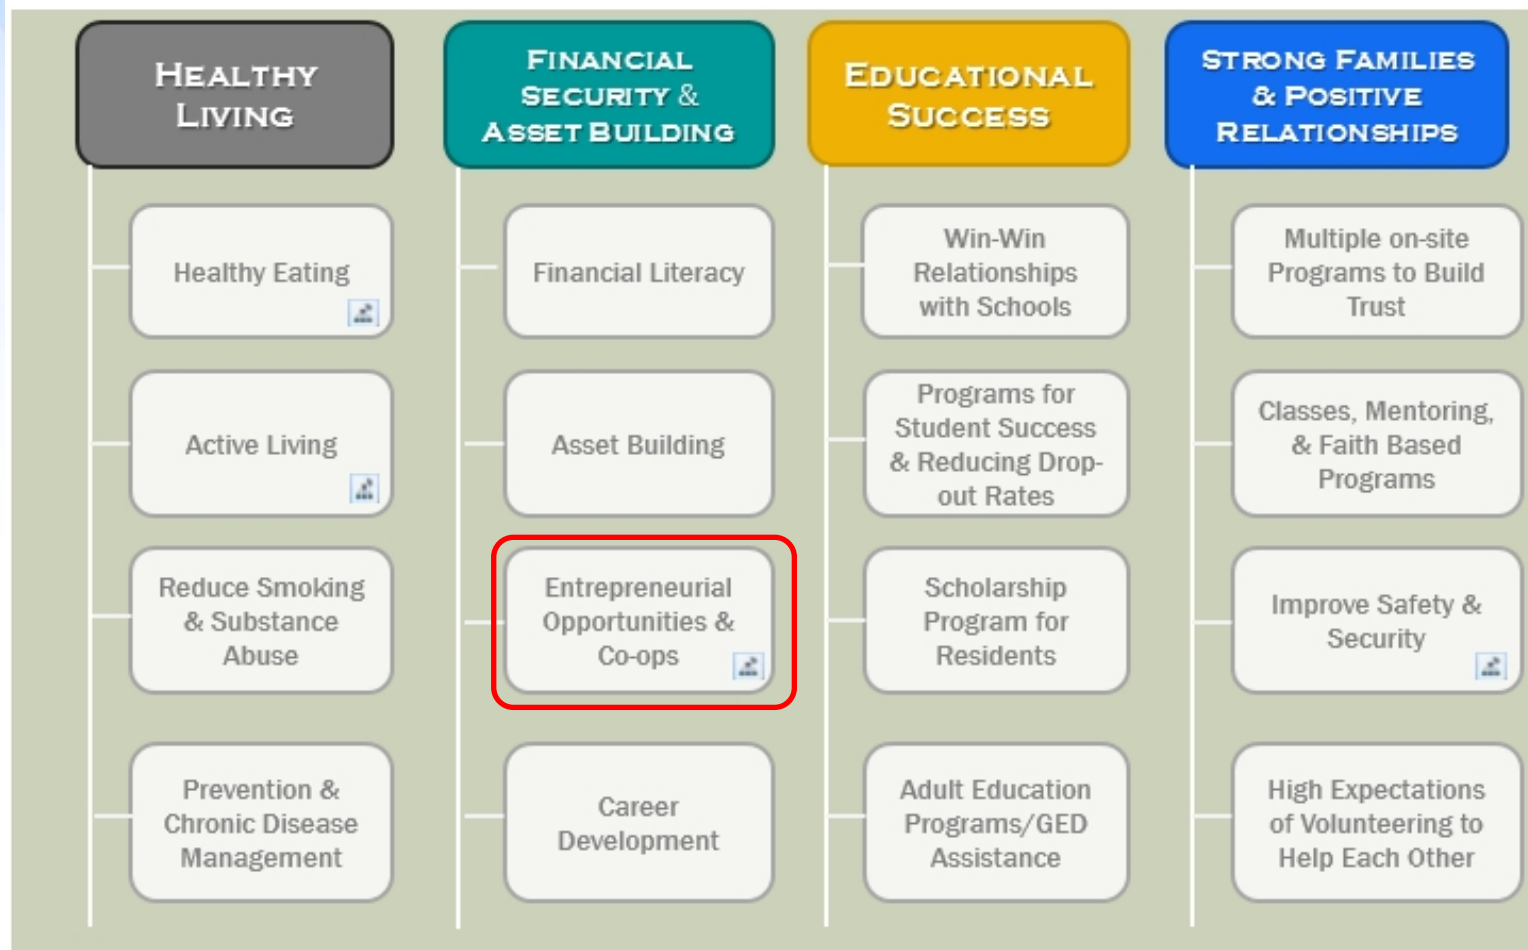 HEALTHY
LIVING
Healthy Eating
Active Living
Reduce Smoking
& Substance
Abuse
Prevention &
Chronic Disease
Management
FINANCIAL
SECURITY &
ASSET BUILDING
Financial Literacy
Asset Building
Entrepreneurial
Opportunities &
Co-ops
Career
Development
EDUCATIONAL
SUCCESS
Win-Win
Relationships
with Schools
Programs for
Student Success
& Reducing Drop-
out Rates
Scholarship
Program for
Residents
Adult Education
Programs/GED
Assistance
STRONG FAMILIES
& POSITIVE
RELATIONSHIPS
Multiple on-site
Programs to Build
Trust
Classes, Mentoring,
& Faith Based
Programs
Improve Safety &
Security
High Expectations
of Volunteering to
Help Each Other